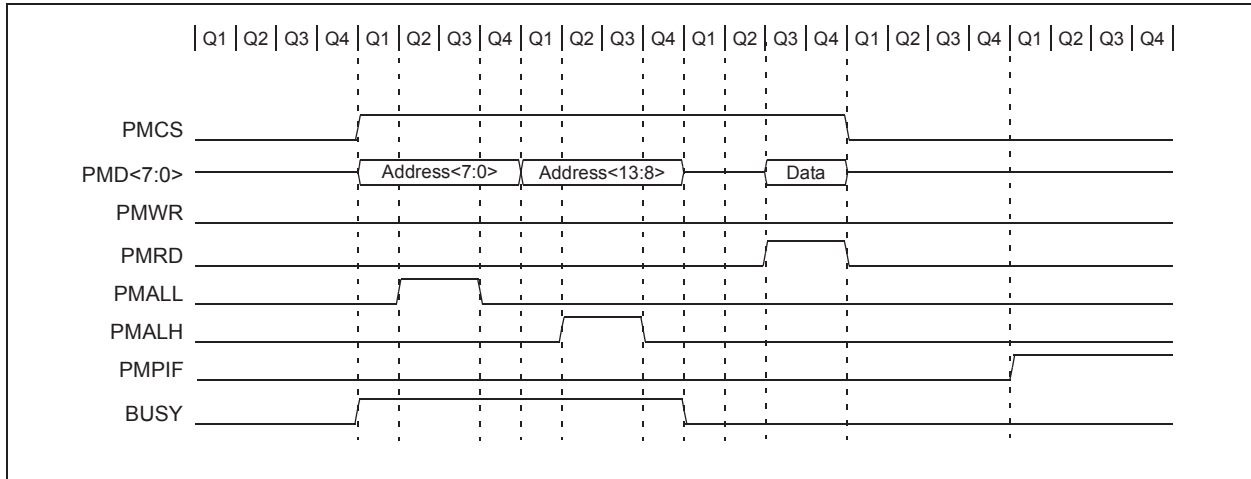 Q1 Q2 Q3 Q4 Q1 Q2 Q3 Q4 Q1 Q2 Q3 Q4 Q1 Q2 Q3 Q4 Q1 Q2 Q3 Q4 Q1 Q2 Q3 Q4
PMCS
PMD<7:0> Address<7:0> Address<13:8> Data
PMWR
PMRD
PMALL
PMALH
PMPIF
BUSY